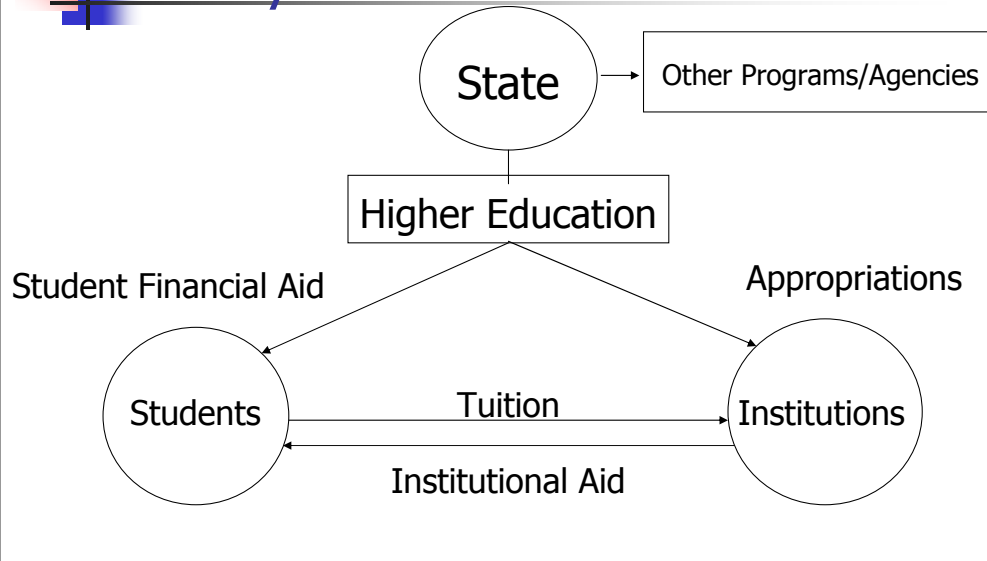 State
Other Programs/Agencies
Higher Education
Student Financial Aid
Appropriations
Students
Tuition
Institutions
Institutional Aid